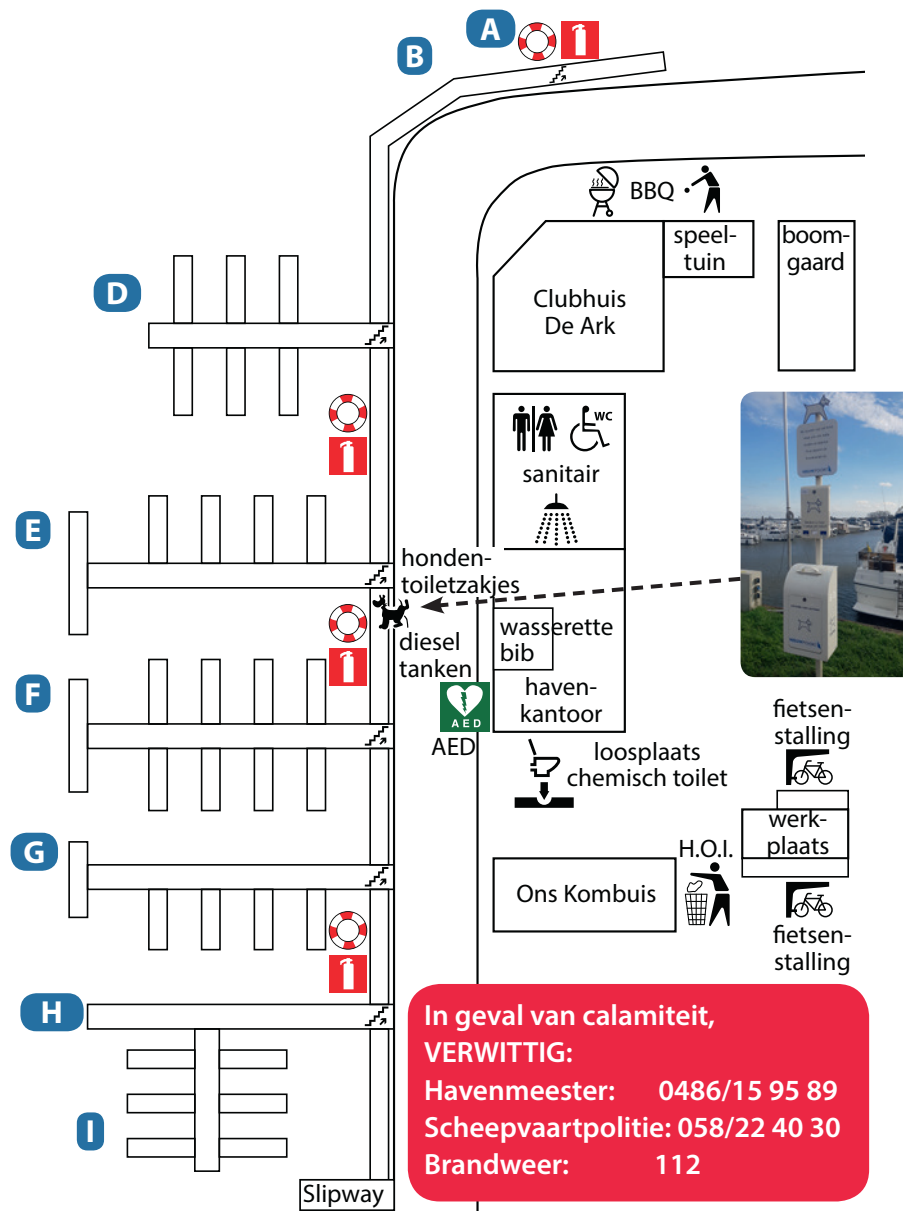 A
B
BBQ
speel-
tuin
boom-
gaard
Clubhuis
De Ark
D
WC
sanitair
E
honden-
toiletzakjes
diesel
tanken
wasserette
bib
haven-
kantoor
F
AED
AED
loosplaats
chemisch toilet
fietsen-
stalling
werk-
plaats
G
H.O.I.
Ons Kombuis
fietsen-
stalling
H
In geval van calamiteit,
VERWITTIG:
Havenmeester: 0486/15 95 89
Scheepvaartpolitie: 058/22 40 30
Brandweer: 112
I
Slipway